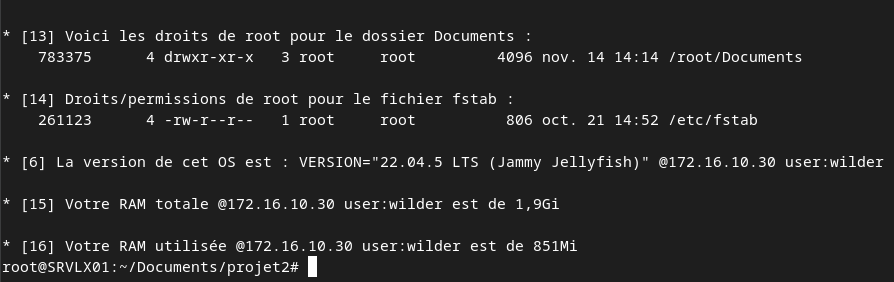 * [13] Voici les droits de root pour le dossier Documents :
783375 4 drwxr-xr-x 3 root root 4096 nov. 14 14:14 /root/Documents
* [14] Droits/permissions de root pour le fichier fstab :
261123 4 -rw-r--r-- 1 root root 806 oct. 21 14:52 /etc/fstab
* [6] La version de cet OS est : VERSION="22.04.5 LTS (Jammy Jellyfish)" @172.16.10.30 user:wilder
* [15] Votre RAM totale @172.16.10.30 user:wilder est de 1,9Gi
* [16] Votre RAM utilisée @172.16.10.30 user:wilder est de 851Mi
root@SRVLX01:~/Documents/projet2#